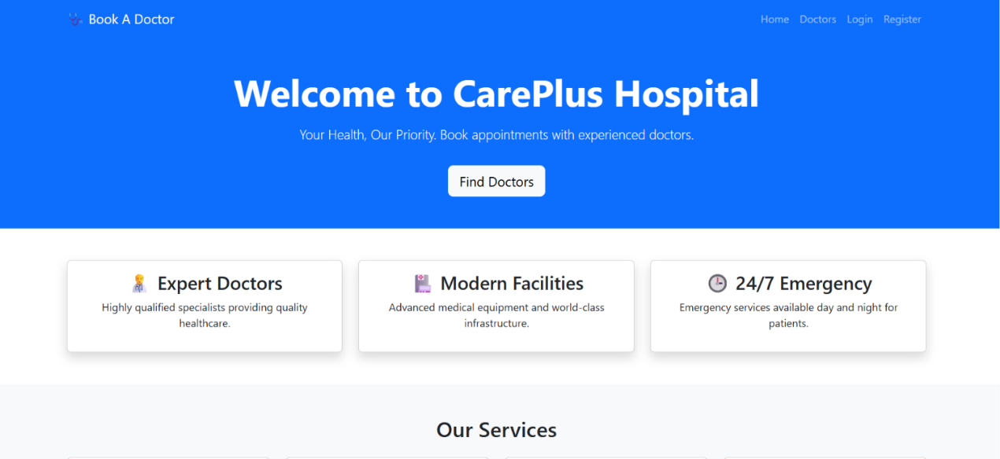 Book A Doctor
Home Doctors Login Register
Welcome to CarePlus Hospital
Your Health, Our Priority. Book appointments with experienced doctors.
Find Doctors
Expert Doctors
Highly qualified specialists providing quality
healthcare.
Modern Facilities
Advanced medical equipment and world-class
infrastructure.
24/7 Emergency
Emergency services available day and night for
patients.
Our Services